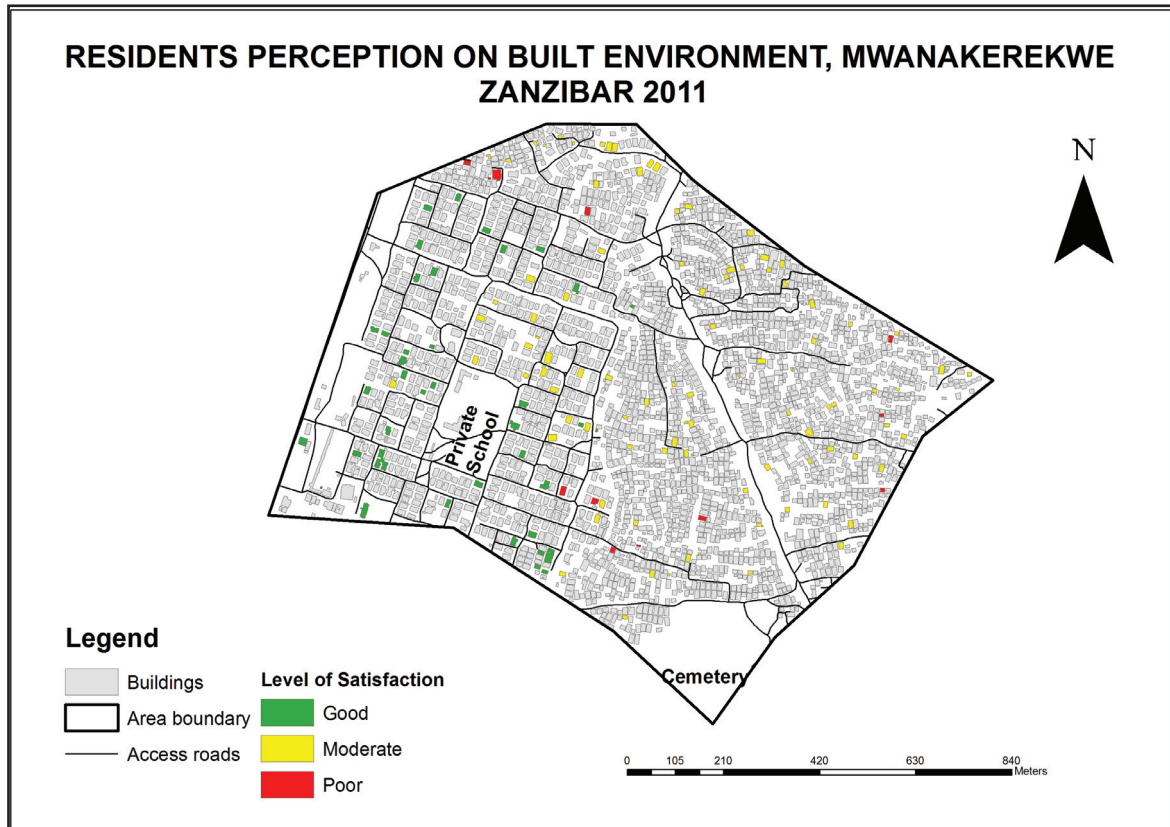 RESIDENTS PERCEPTION ON BUILT ENVIRONMENT, MWANAKEREKWE
ZANZIBAR 2011
N
Private
School
Cemetery
Legend
Buildings
Area boundary
Access roads
Level of Satisfaction
Good
Moderate
Poor
0 105 210 420 630 840
Meters